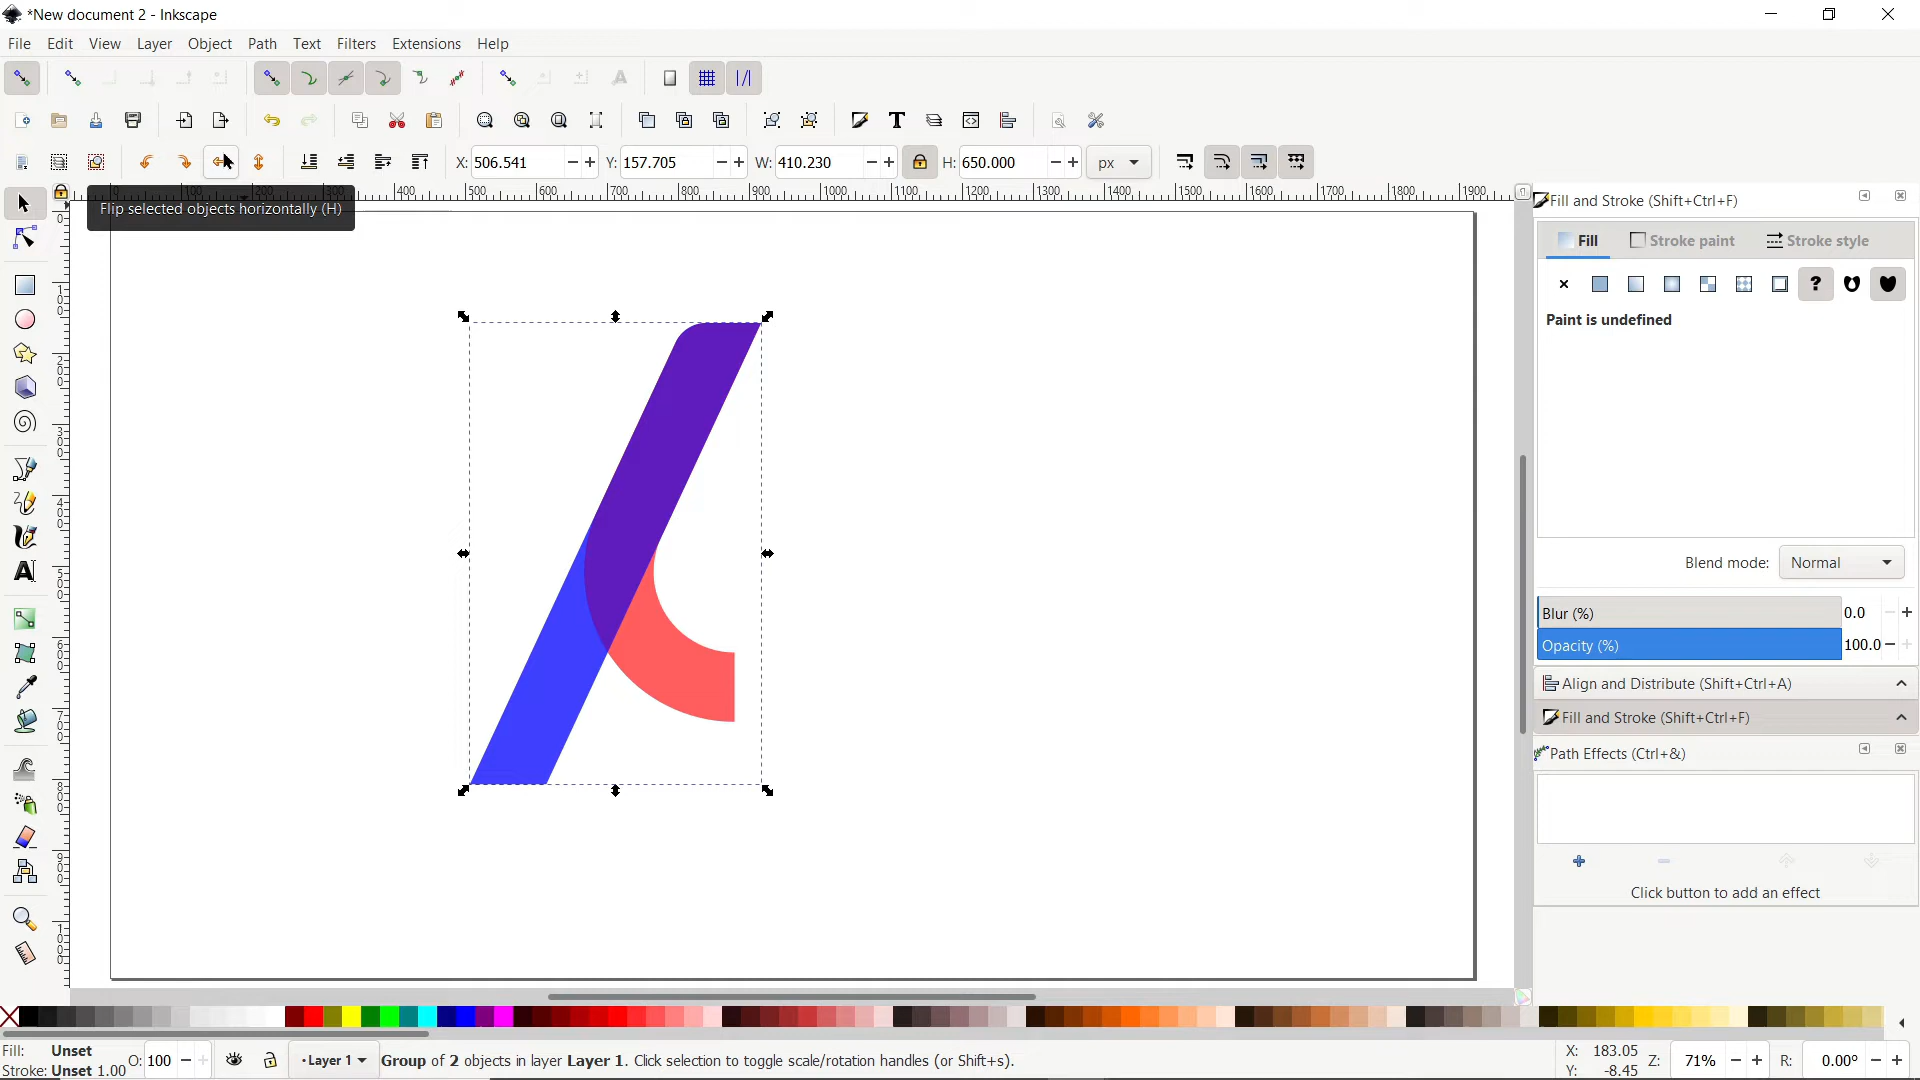 *New document 2 - Inkscape
File Edit View Layer Object Path Text Filters Extensions Help
X: 506.541 Y: 157.705 W: 410.230 H: 650.000 px
Flip selected objects horizontally (H)
Fill and Stroke (Shift+Ctrl+F)
Fill Stroke paint Stroke style
Paint is undefined
Blend mode: Normal
Blur (%) 0.0
Opacity (%) 100.0
Align and Distribute (Shift+Ctrl+A)
Fill and Stroke (Shift+Ctrl+F)
Path Effects (Ctrl+&)
Click button to add an effect
Fill: Unset
Stroke: Unset 1.00
O: 100
Layer 1
Group of 2 objects in layer Layer 1. Click selection to toggle scale/rotation handles (or Shift+s).
X: 183.05
Y: -8.45
Z: 71%
R: 0.00°